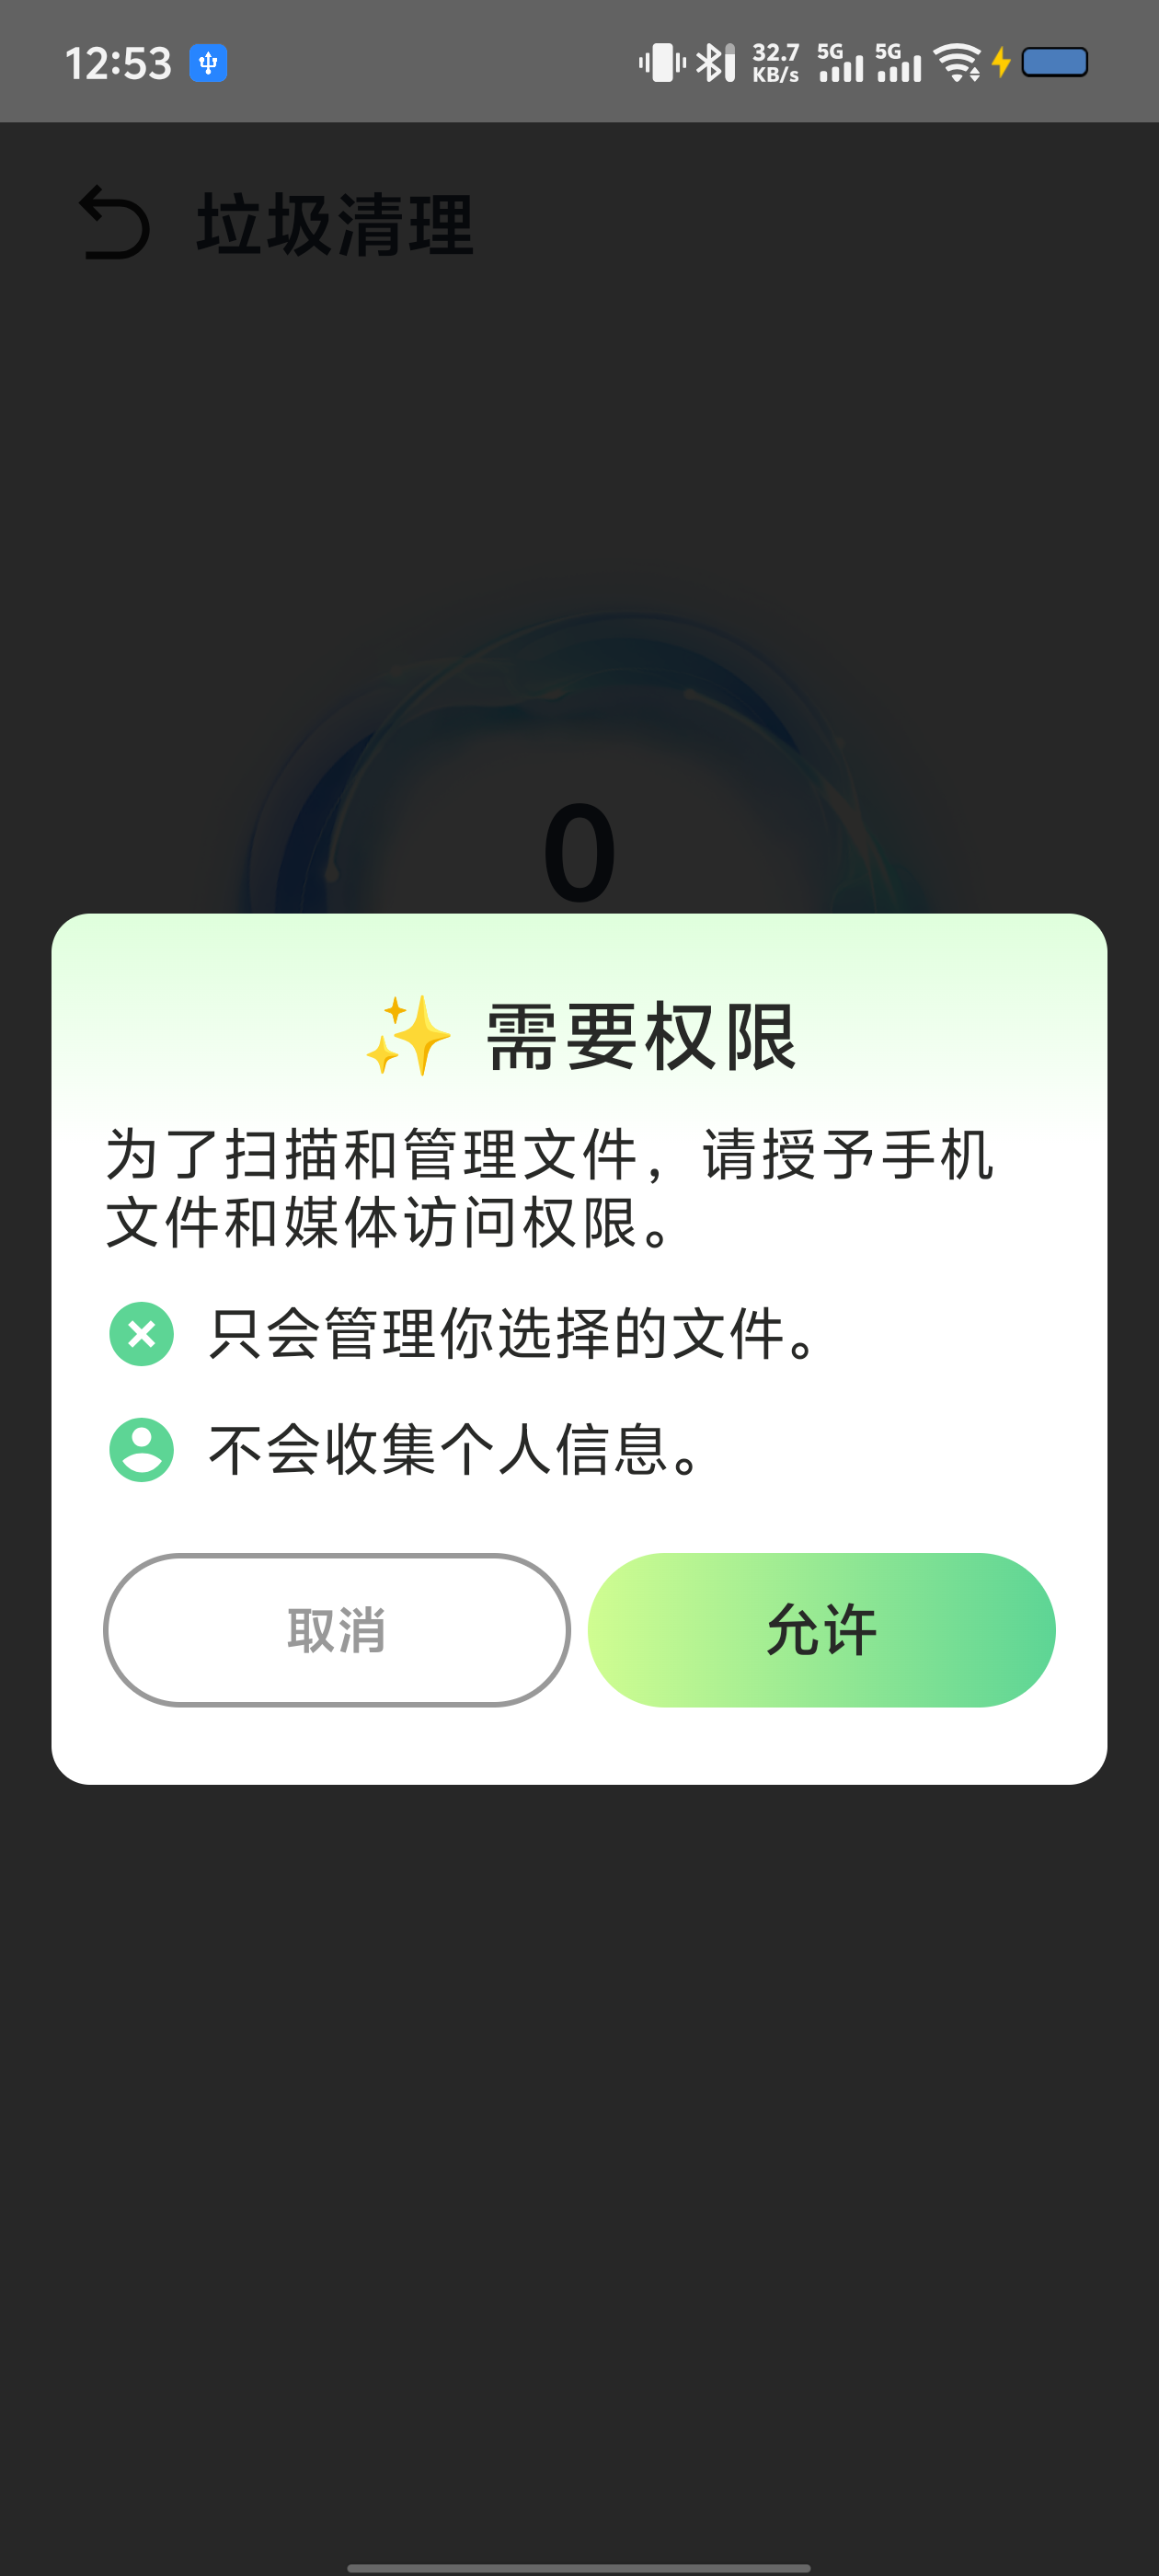 12:53
32.7 KB/s 5G 5G
垃圾清理
0
✨ 需要权限
为了扫描和管理文件，请授予手机
文件和媒体访问权限。
只会管理你选择的文件。
不会收集个人信息。
取消
允许